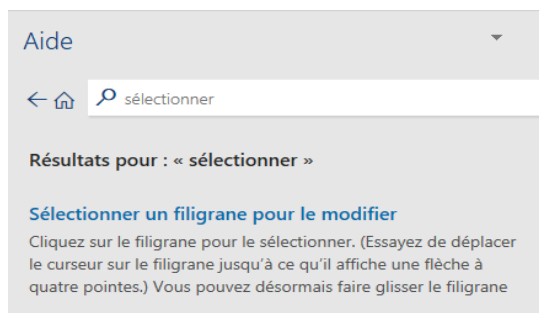 Aide
sélectionner
Résultats pour : « sélectionner »
Sélectionner un filigrane pour le modifier
Cliquez sur le filigrane pour le sélectionner. (Essayez de déplacer
le curseur sur le filigrane jusqu'à ce qu'il affiche une flèche à
quatre pointes.) Vous pouvez désormais faire glisser le filigrane